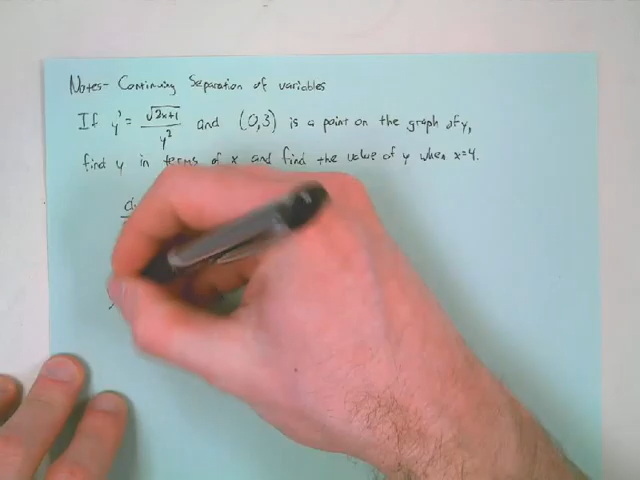 Notes- Continuing Separation of variables
If y' = √(2x+1)/y² and (0,3) is a point on the graph of y,
find y in terms of x and find the value of y when x=4.